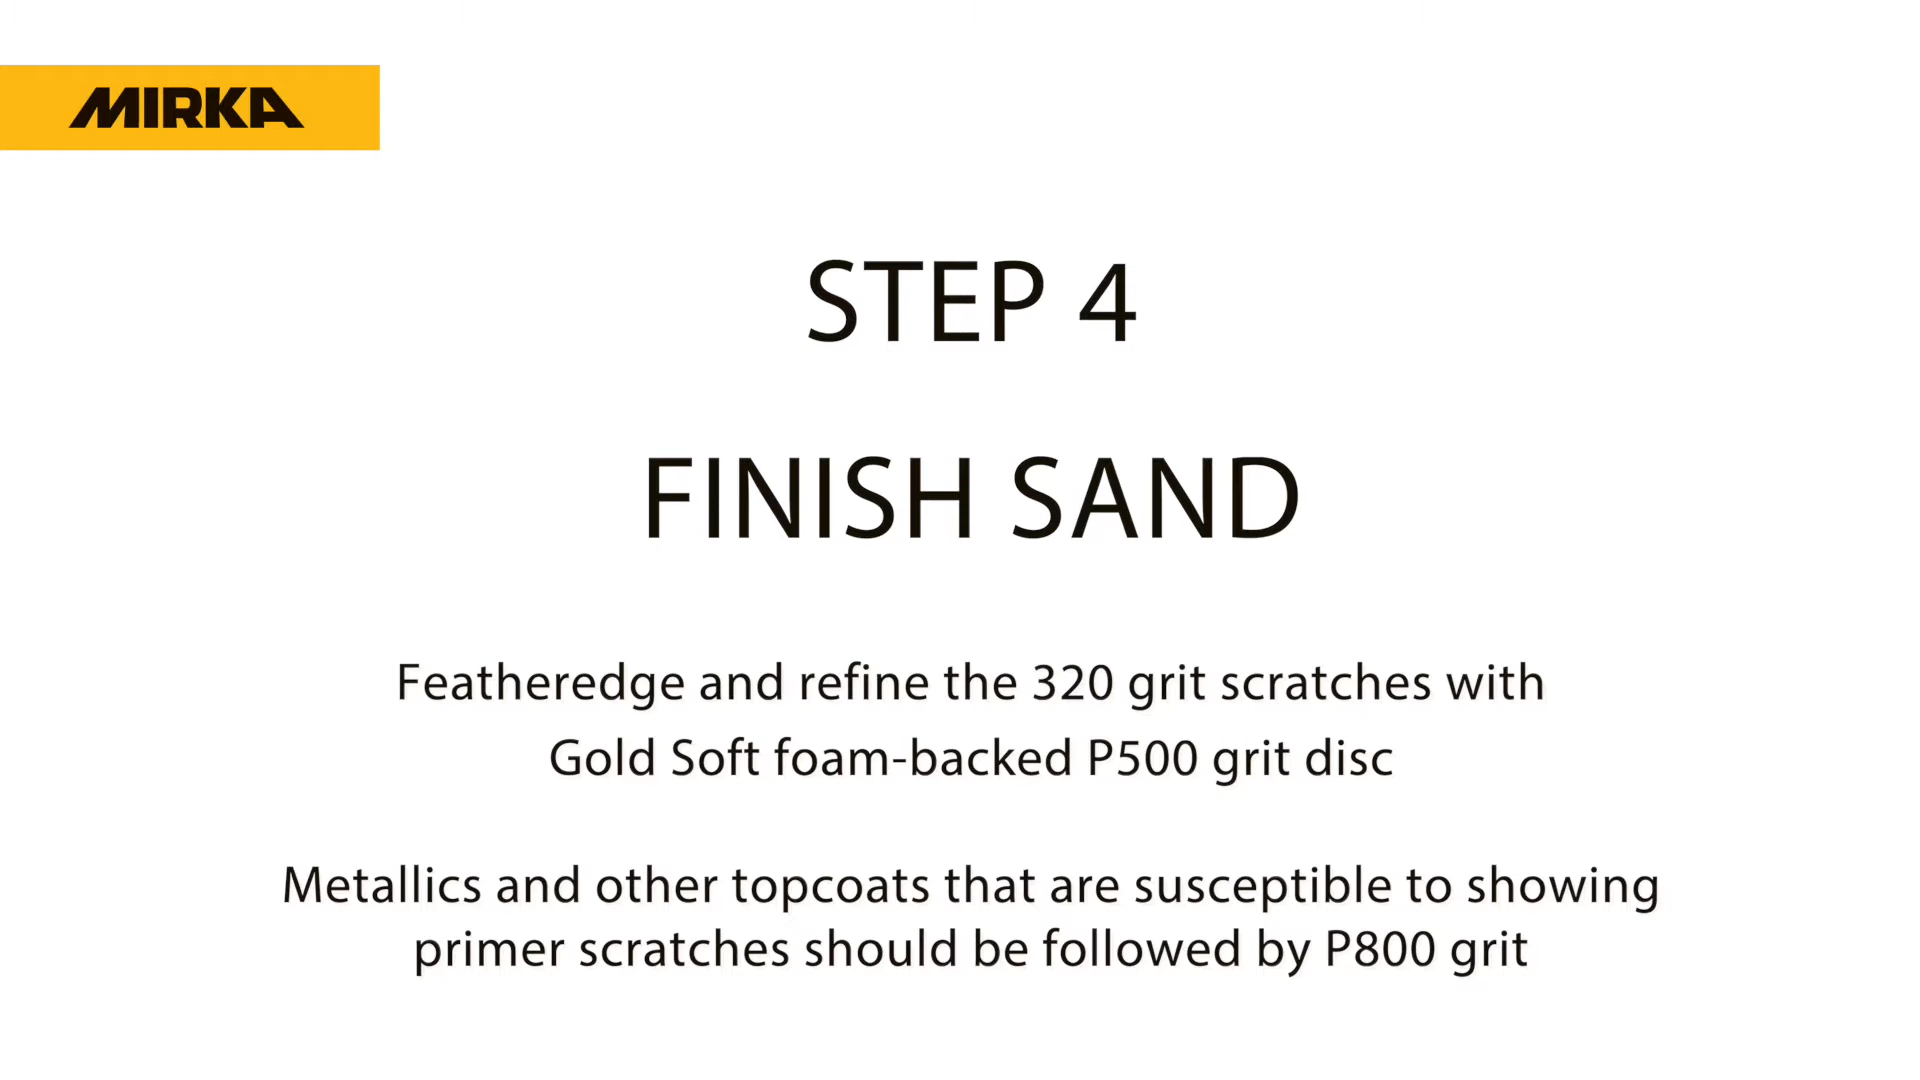 MIRKA
STEP 4
FINISH SAND
Featheredge and refine the 320 grit scratches with
Gold Soft foam-backed P500 grit disc
Metallics and other topcoats that are susceptible to showing
primer scratches should be followed by P800 grit